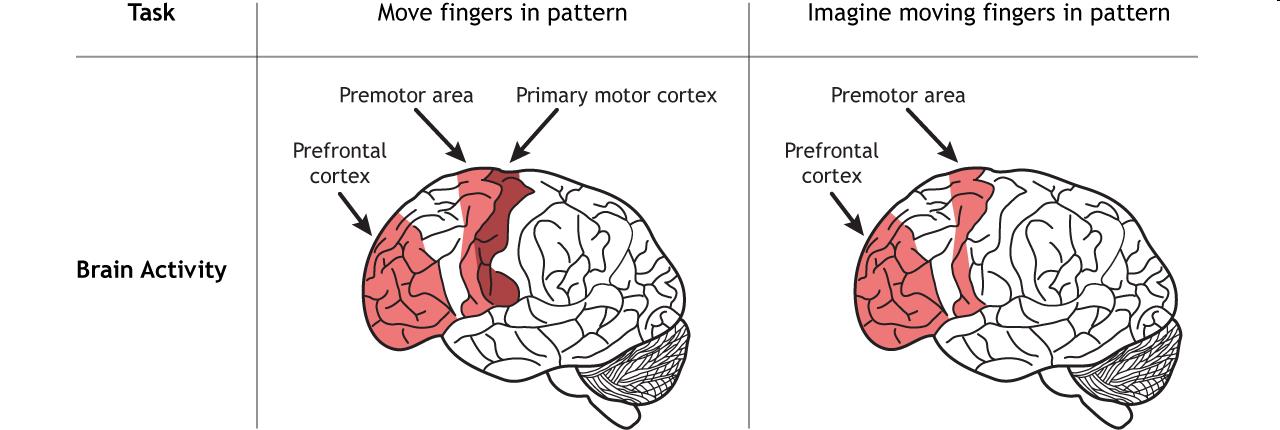 Task
Move fingers in pattern
Imagine moving fingers in pattern
Brain Activity
Premotor area
Primary motor cortex
Prefrontal
cortex
Premotor area
Prefrontal
cortex